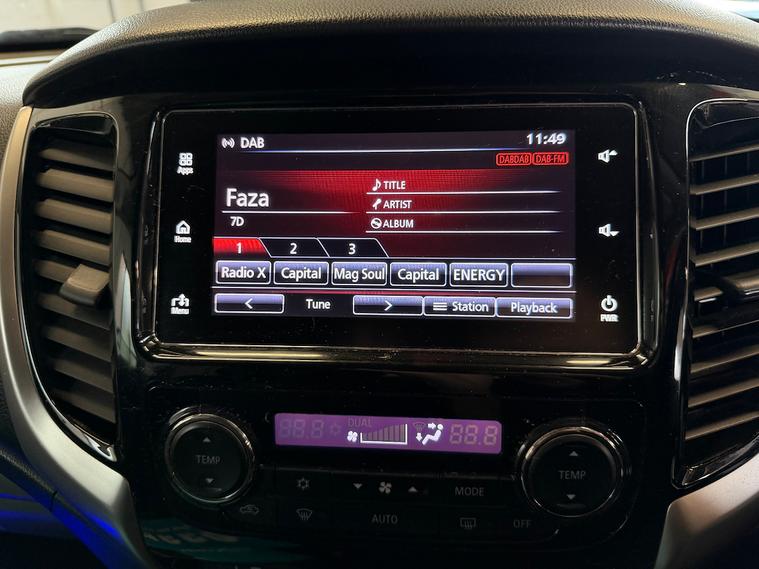 DAB
11:49
DABDAB DAB-FM
Apps
Faza
TITLE
ARTIST
7D
ALBUM
Home
1 2 3
Radio X Capital Mag Soul Capital ENERGY
Menu
< Tune > Station Playback
PWR
88.8 DUAL 88.8
TEMP
TEMP
MODE
AUTO
OFF